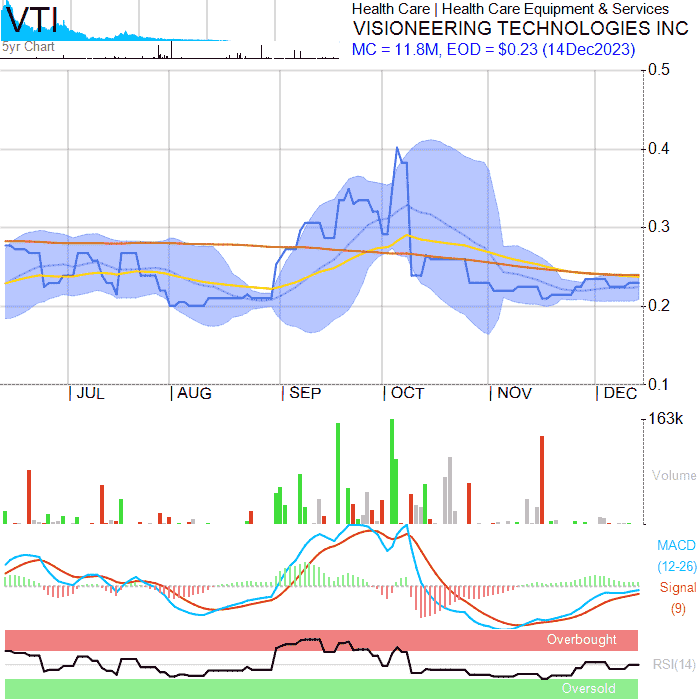 VTI
5yr Chart
Health Care | Health Care Equipment & Services
VISIONEERING TECHNOLOGIES INC
MC = 11.8M, EOD = $0.23 (14Dec2023)
0.5
0.4
0.3
0.2
0.1
| JUL | AUG | SEP | OCT | NOV | DEC
163k
Volume
MACD
(12-26)
Signal
(9)
Overbought
RSI(14)
Oversold